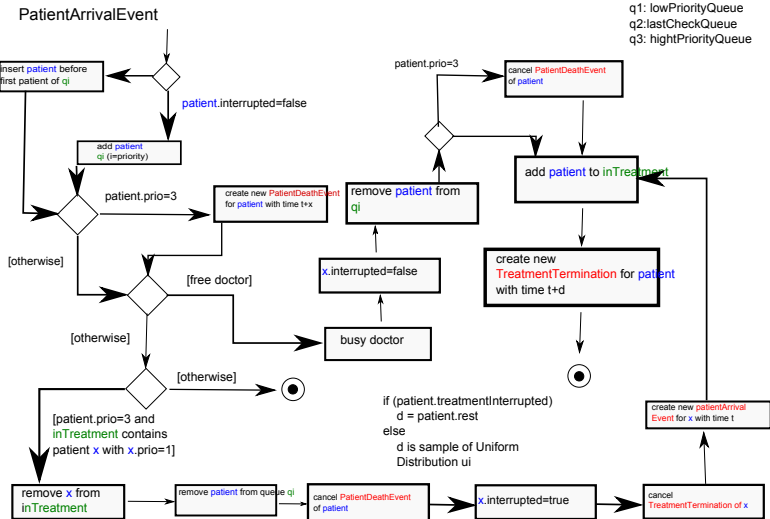 PatientArrivalEvent
q1: lowPriorityQueue
q2:lastCheckQueue
q3: hightPriorityQueue
insert patient before
first patient of qi
patient.interrupted=false
add patient
qi (i=priority)
patient.prio=3
create new PatientDeathEvent
for patient with time t+x
[otherwise]
[free doctor]
[otherwise]
busy doctor
x.interrupted=false
remove patient from
qi
patient.prio=3
cancel PatientDeathEvent
of patient
add patient to inTreatment
create new
TreatmentTermination for patient
with time t+d
[otherwise]
[patient.prio=3 and
inTreatment contains
patient x with x.prio=1]
if (patient.treatmentInterrupted)
d = patient.rest
else
d is sample of Uniform
Distribution ui
remove x from
inTreatment
remove patient from queue qi
cancel PatientDeathEvent
of patient
x.interrupted=true
cancel
TreatmentTermination of x
create new patientArrival
Event for x with time t